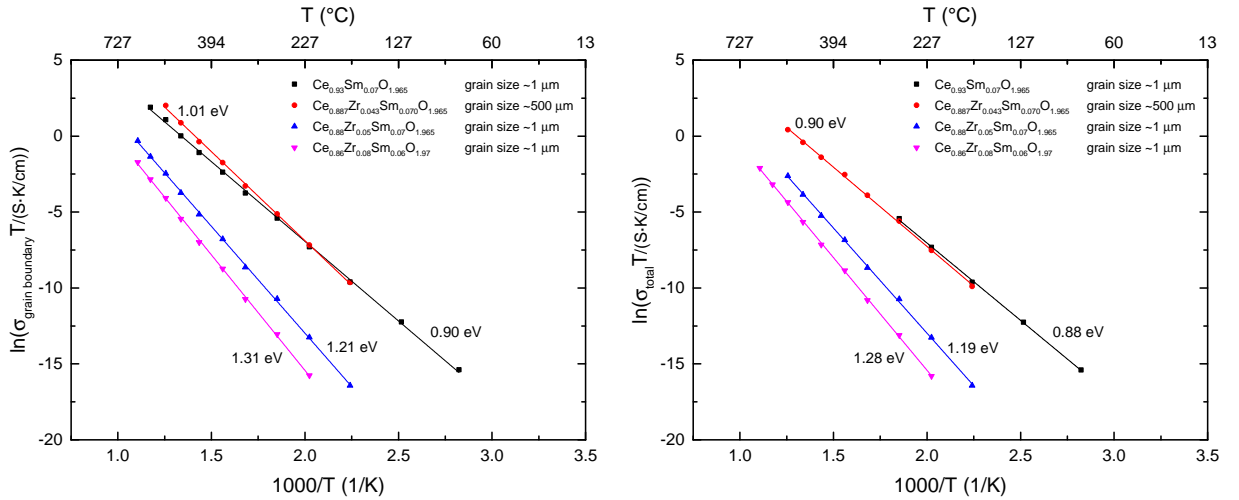 T (°C)
727 394 227 127 60 13
5
0
-5
-10
-15
-20
ln(σgrain boundaryT/(S·K/cm))
Ce0.93Sm0.07O1.965 grain size ~1 μm
Ce0.887Zr0.043Sm0.070O1.965 grain size ~500 μm
Ce0.88Zr0.05Sm0.07O1.965 grain size ~1 μm
Ce0.86Zr0.08Sm0.06O1.97 grain size ~1 μm
1.01 eV
0.90 eV
1.21 eV
1.31 eV
1.0 1.5 2.0 2.5 3.0 3.5
1000/T (1/K)
T (°C)
727 394 227 127 60 13
5
0
-5
-10
-15
-20
ln(σtotalT/(S·K/cm))
Ce0.93Sm0.07O1.965 grain size ~1 μm
Ce0.887Zr0.043Sm0.070O1.965 grain size ~500 μm
Ce0.88Zr0.05Sm0.07O1.965 grain size ~1 μm
Ce0.86Zr0.08Sm0.06O1.97 grain size ~1 μm
0.90 eV
0.88 eV
1.19 eV
1.28 eV
1.0 1.5 2.0 2.5 3.0 3.5
1000/T (1/K)